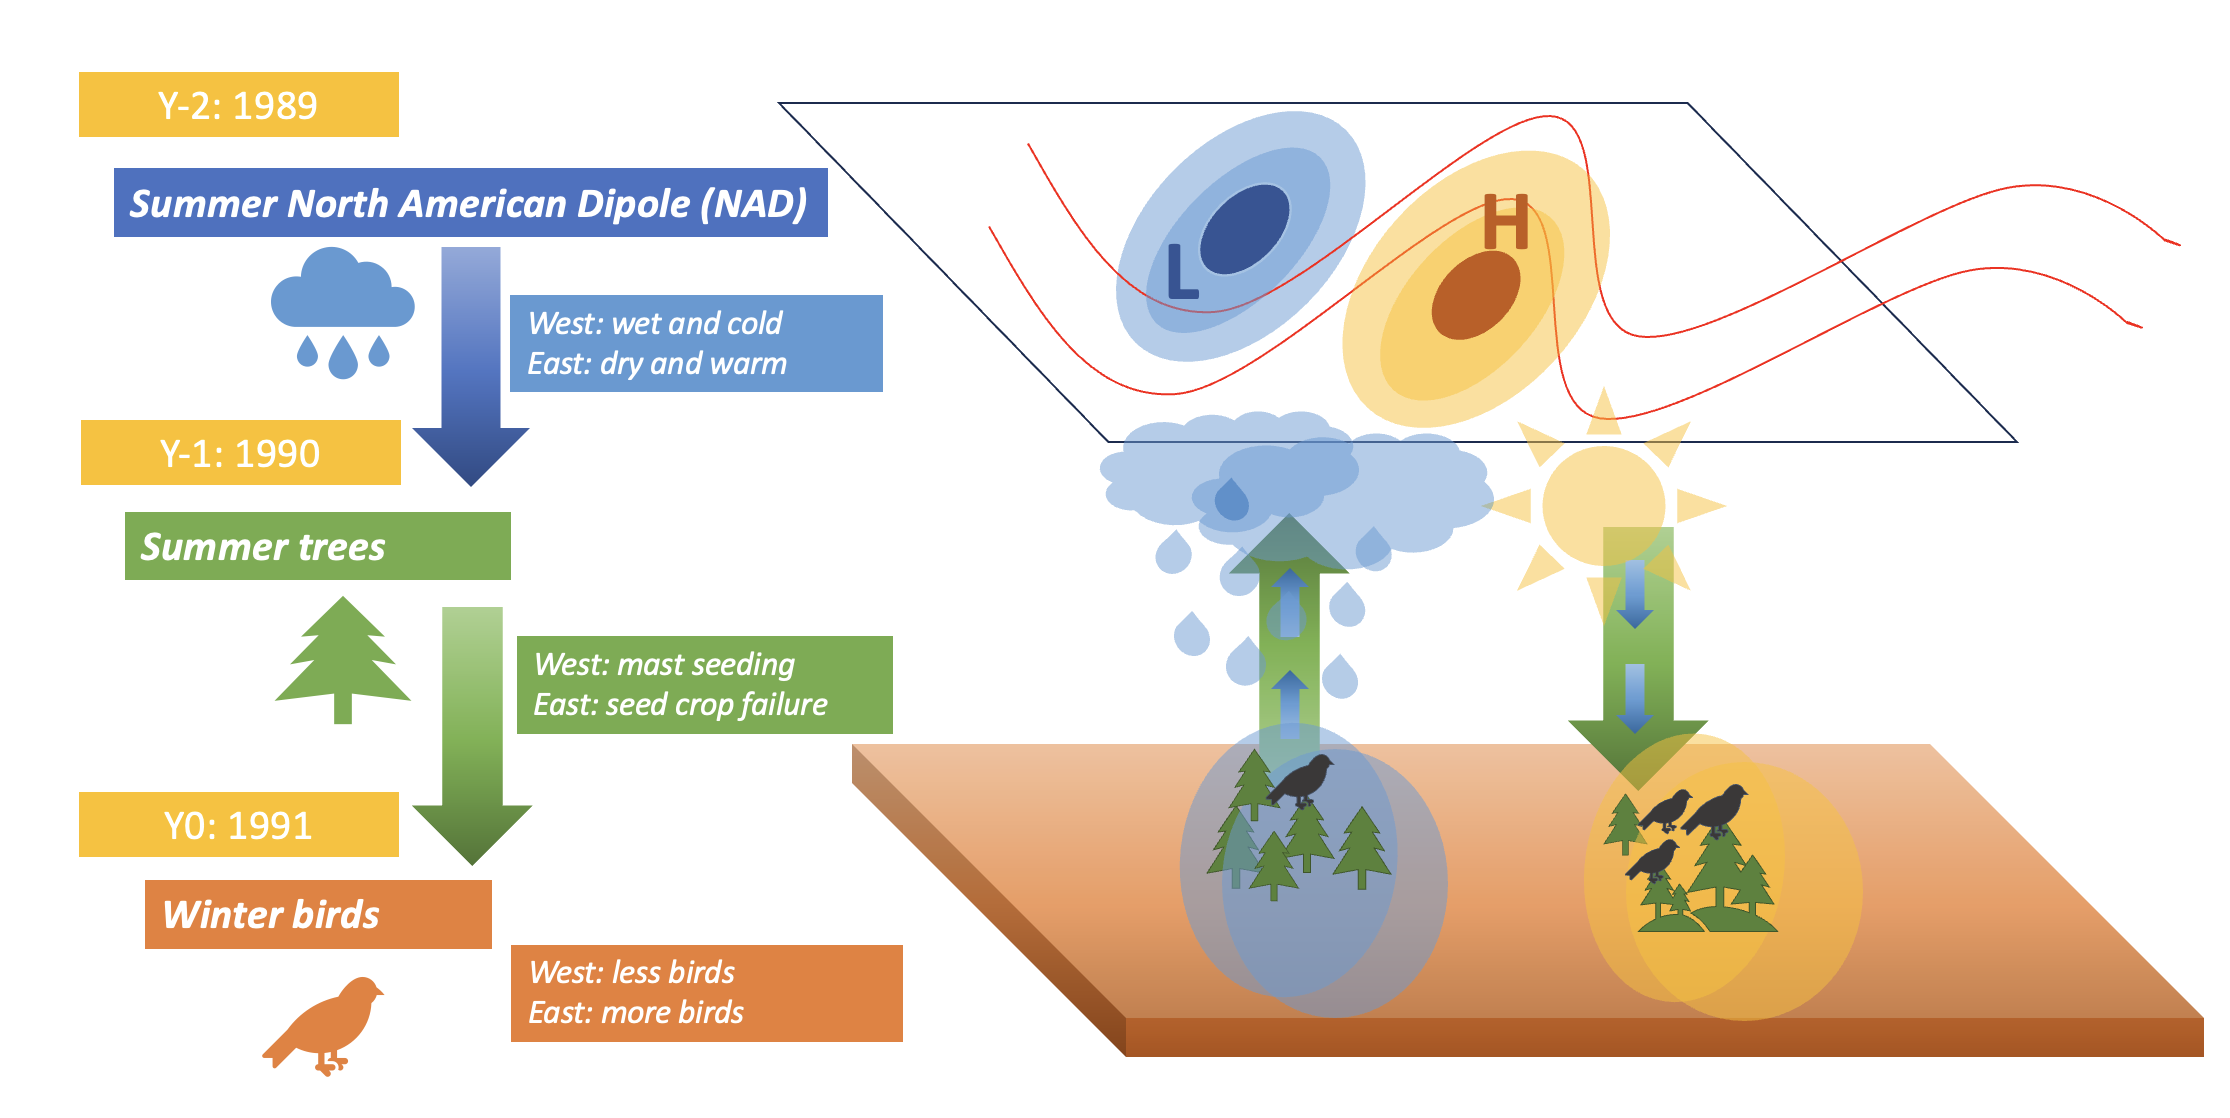 Y-2: 1989
Summer North American Dipole (NAD)
West: wet and cold
East: dry and warm
Y-1: 1990
Summer trees
West: mast seeding
East: seed crop failure
Y0: 1991
Winter birds
West: less birds
East: more birds
L
H